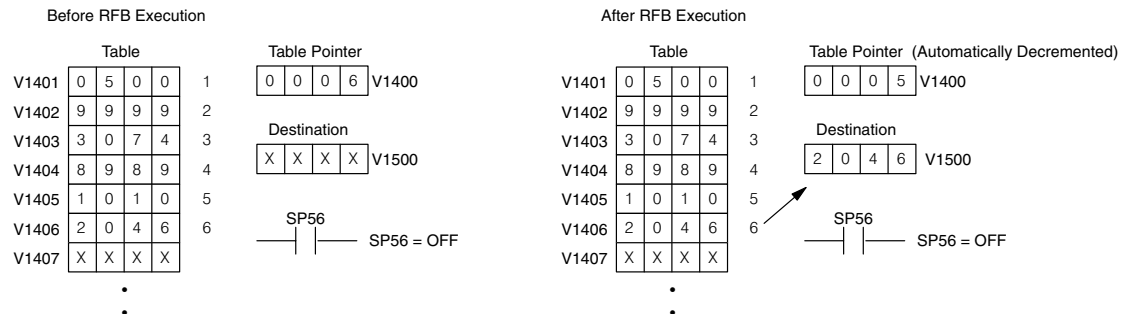 Before RFB Execution
Table
Table Pointer
V1401 0 5 0 0 1
0 0 0 6 V1400
V1402 9 9 9 9 2
Destination
V1403 3 0 7 4 3
X X X X V1500
V1404 8 9 8 9 4
V1405 1 0 1 0 5
SP56
V1406 2 0 4 6 6
SP56 = OFF
V1407 X X X X
After RFB Execution
Table
Table Pointer (Automatically Decremented)
V1401 0 5 0 0 1
0 0 0 5 V1400
V1402 9 9 9 9 2
Destination
V1403 3 0 7 4 3
2 0 4 6 V1500
V1404 8 9 8 9 4
V1405 1 0 1 0 5
SP56
V1406 2 0 4 6 6
SP56 = OFF
V1407 X X X X